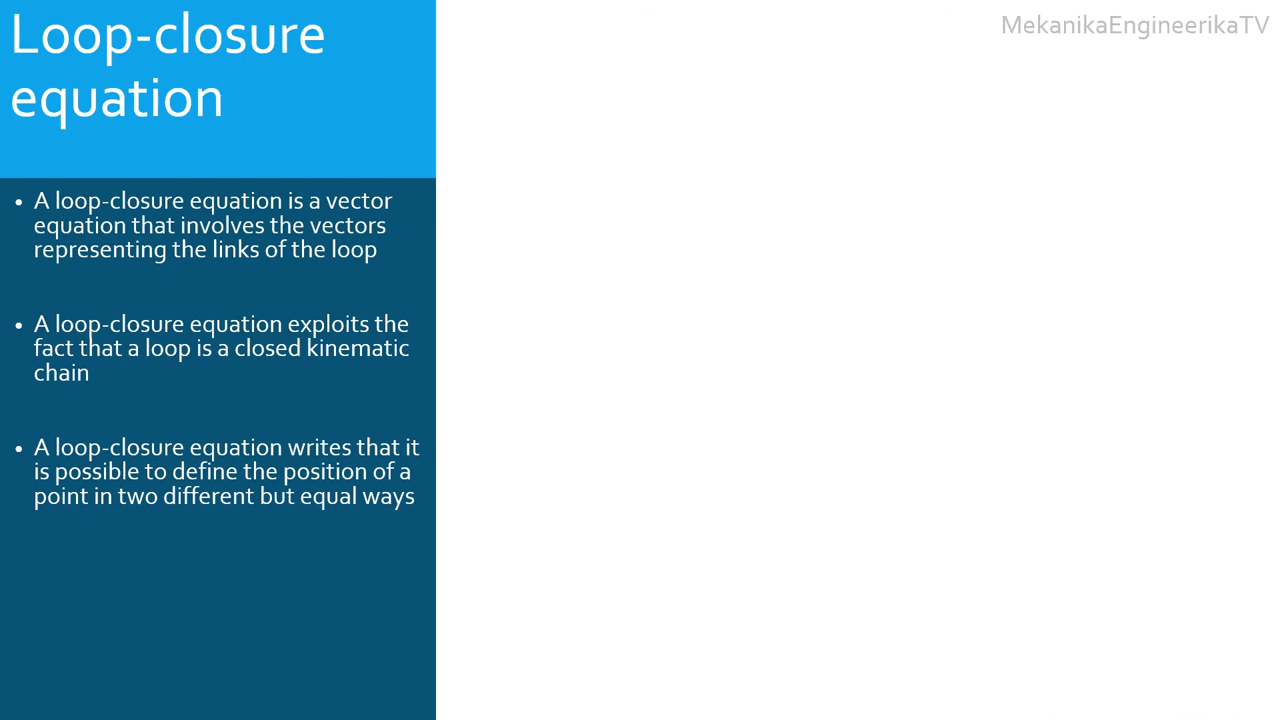 Loop-closure
equation
MekanikaEngineerikaTV
• A loop-closure equation is a vector
equation that involves the vectors
representing the links of the loop
• A loop-closure equation exploits the
fact that a loop is a closed kinematic
chain
• A loop-closure equation writes that it
is possible to define the position of a
point in two different but equal ways